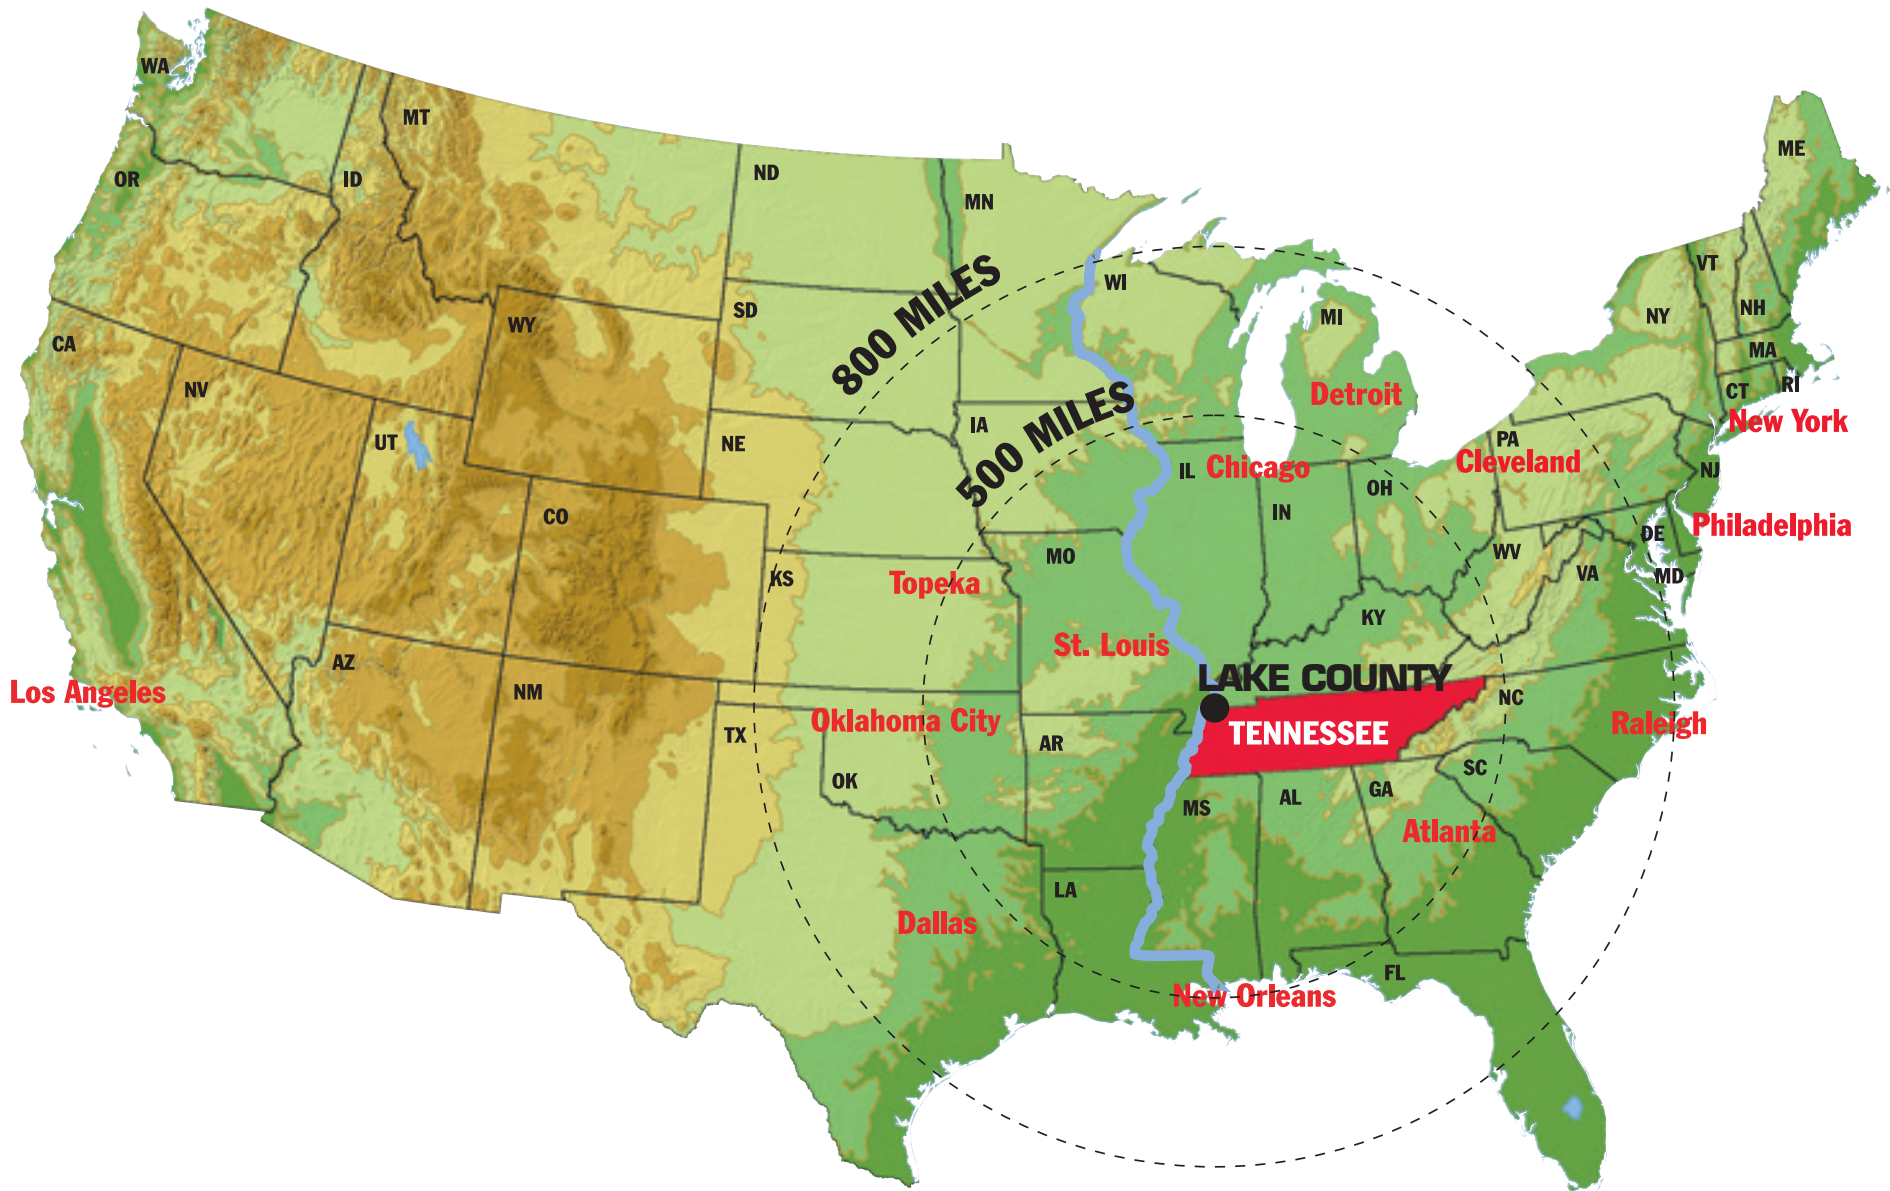 WA
MT
ME
ND
OR
ID
MN
VT
WI
800 MILES
SD
NH
NY
MI
WY
CA
MA
RI
NV
CT
Detroit
500 MILES
New York
IA
PA
UT
NE
Cleveland
Chicago
IL
NJ
OH
IN
CO
Philadelphia
DE
WV
MO
VA
MD
KS
Topeka
KY
St. Louis
AZ
LAKE COUNTY
Los Angeles
NM
NC
Oklahoma City
Raleigh
TENNESSEE
TX
AR
SC
OK
GA
AL
MS
Atlanta
LA
Dallas
FL
New Orleans